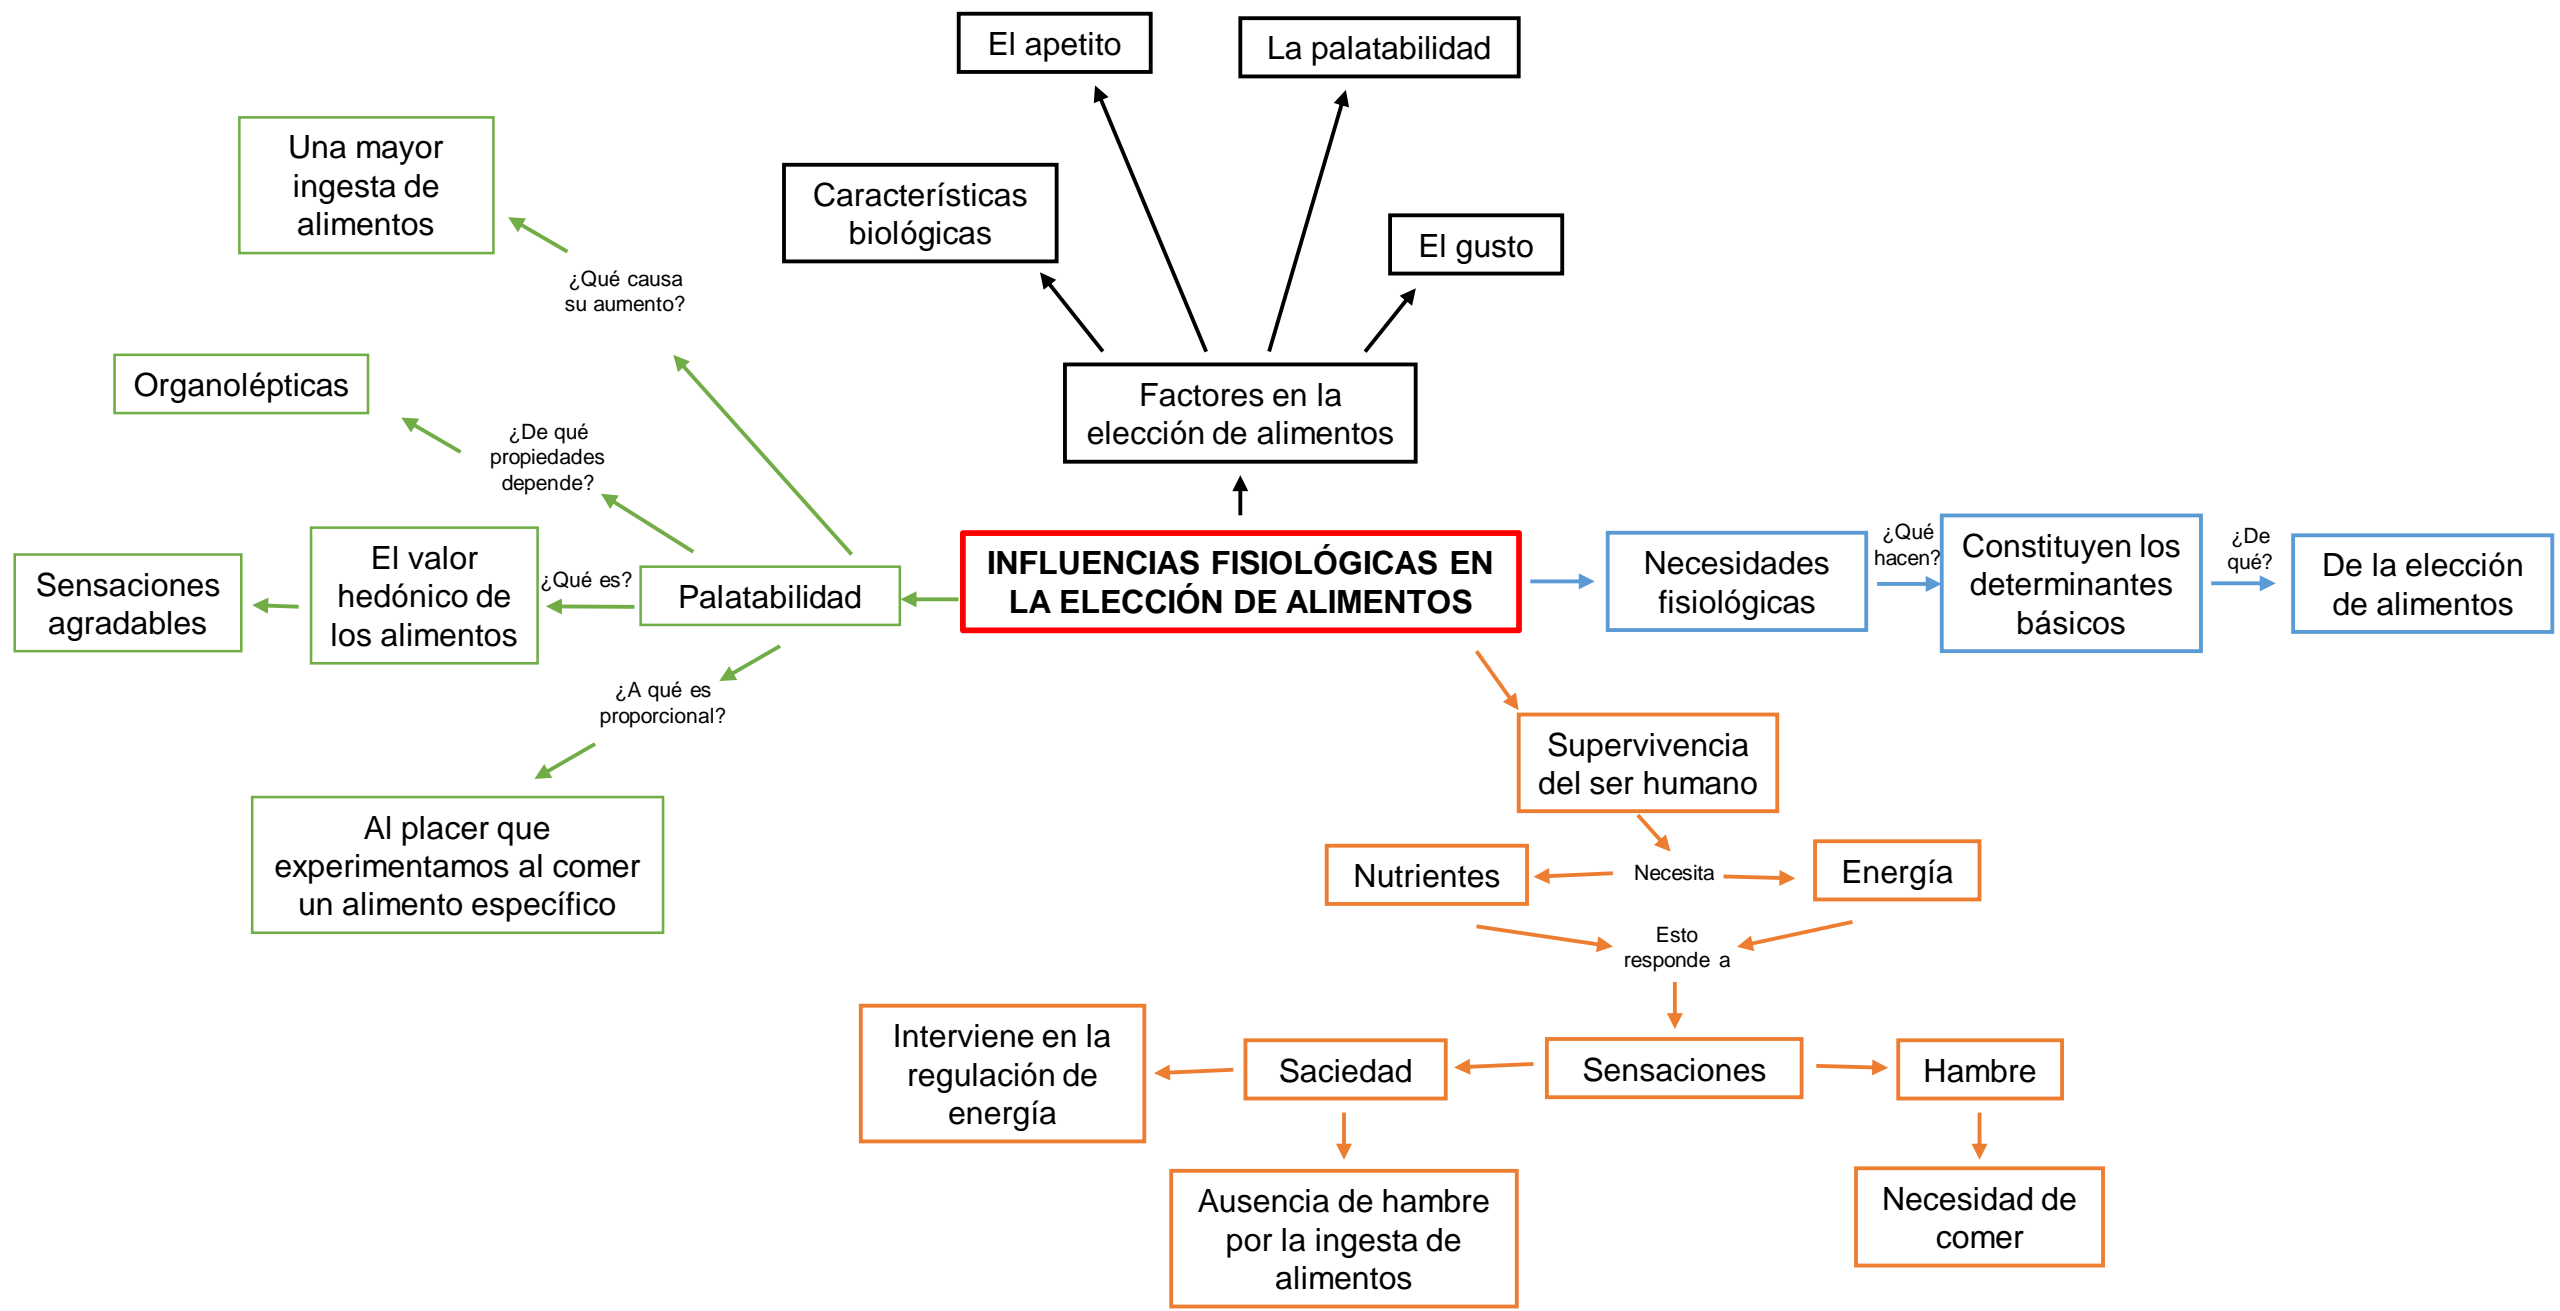 El apetito
La palatabilidad
Una mayor
ingesta de
alimentos
Características
biológicas
El gusto
¿Qué causa
su aumento?
Organolépticas
Factores en la
elección de alimentos
¿De qué
propiedades
depende?
Sensaciones
agradables
El valor
hedónico de
los alimentos
¿Qué es?
Palatabilidad
INFLUENCIAS FISIOLÓGICAS EN
LA ELECCIÓN DE ALIMENTOS
Necesidades
fisiológicas
¿Qué
hacen?
Constituyen los
determinantes
básicos
¿De
qué?
De la elección
de alimentos
¿A qué es
proporcional?
Al placer que
experimentamos al comer
un alimento específico
Supervivencia
del ser humano
Nutrientes
Necesita
Energía
Esto
responde a
Interviene en la
regulación de
energía
Saciedad
Sensaciones
Hambre
Ausencia de hambre
por la ingesta de
alimentos
Necesidad de
comer